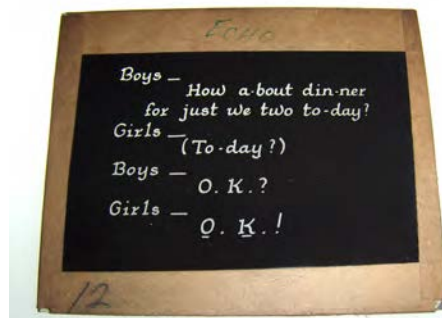 ECHO
Boys —
How a-bout din-ner
for just we two to-day?
Girls —
(To-day?)
Boys —
O. K.?
Girls —
O. K.!
12